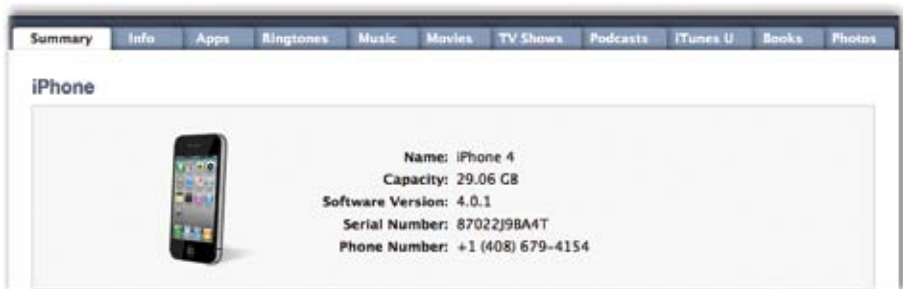 Summary Info Apps Ringtones Music Movies TV Shows Podcasts iTunes U Books Photos
iPhone
Name: iPhone 4
Capacity: 29.06 GB
Software Version: 4.0.1
Serial Number: 87022J9BA4T
Phone Number: +1 (408) 679-4154